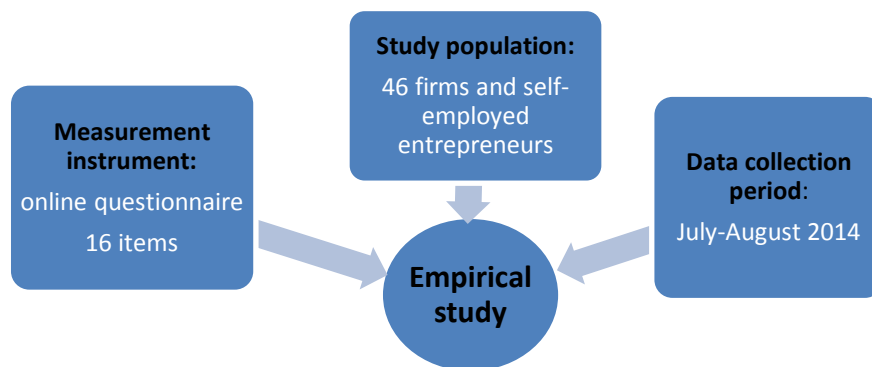 Study population:
46 firms and self-
employed
entrepreneurs
Measurement
instrument:
online questionnaire
16 items
Data collection
period:
July-August 2014
Empirical
study